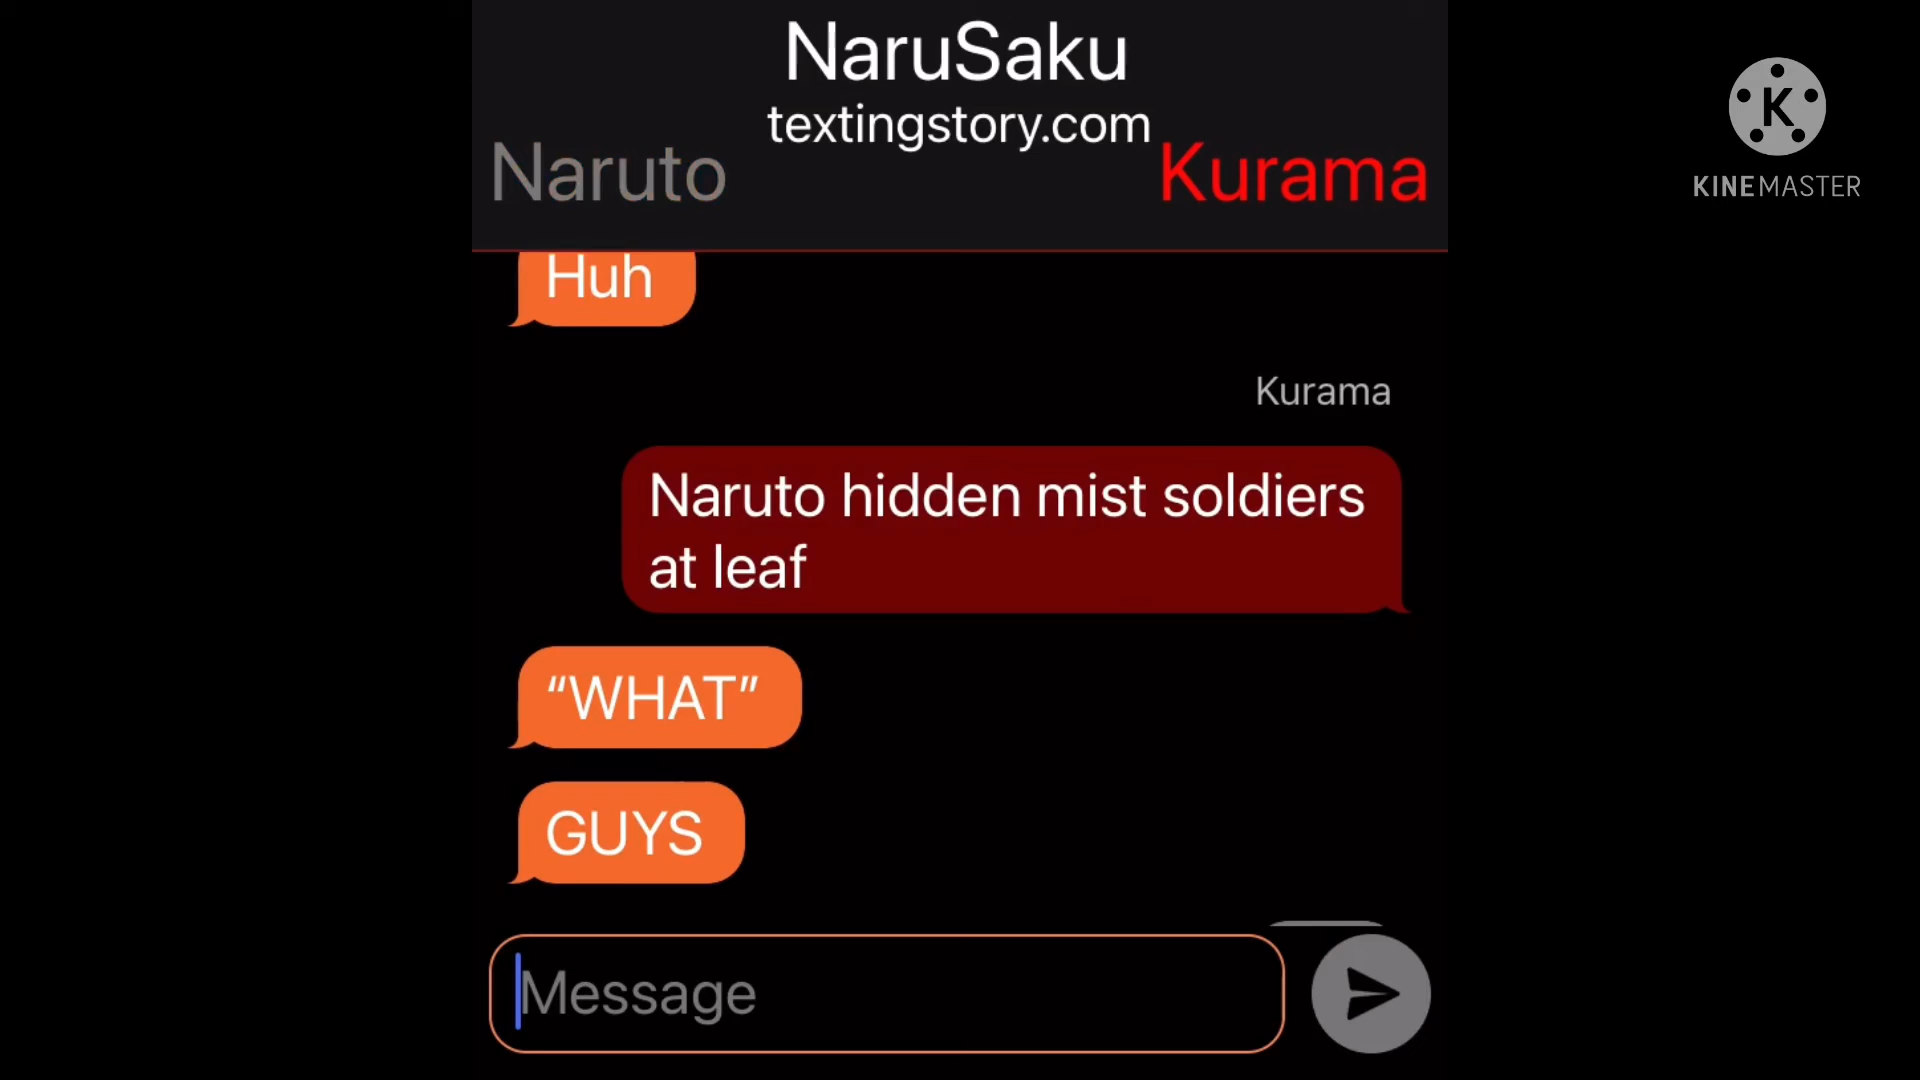 NaruSaku
textingstory.com
Naruto
Kurama
K
KINEMASTER
Huh
Kurama
Naruto hidden mist soldiers
at leaf
“WHAT”
GUYS
Message